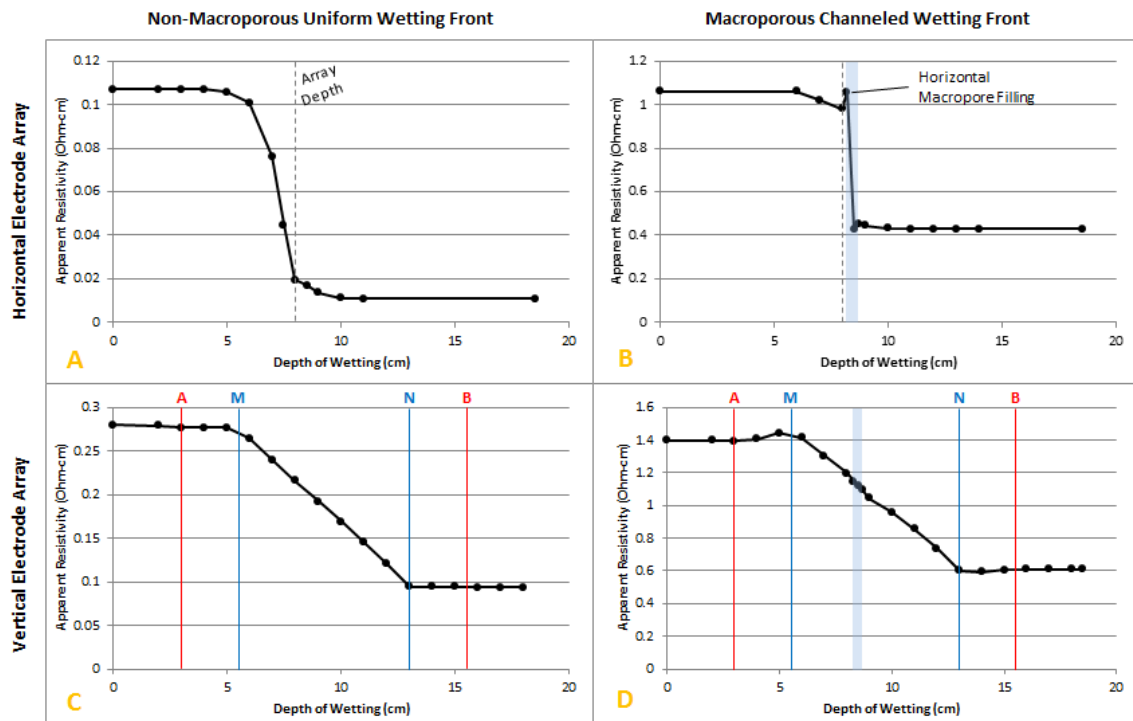 Non-Macroporous Uniform Wetting Front
Macroporous Channeled Wetting Front
Horizontal Electrode Array
Vertical Electrode Array
Apparent Resistivity (Ohm-cm)
0.12
0.1
0.08
0.06
0.04
0.02
0
Array
Depth
0 5 10 15 20
Depth of Wetting (cm)
A
Apparent Resistivity (Ohm-cm)
1.2
1
0.8
0.6
0.4
0.2
0
Horizontal
Macropore Filling
0 5 10 15 20
Depth of Wetting (cm)
B
A M N B
Apparent Resistivity (Ohm-cm)
0.3
0.25
0.2
0.15
0.1
0.05
0
0 5 10 15 20
Depth of Wetting (cm)
C
A M N B
Apparent Resistivity (Ohm-cm)
1.6
1.4
1.2
1
0.8
0.6
0.4
0.2
0
0 5 10 15 20
Depth of Wetting (cm)
D